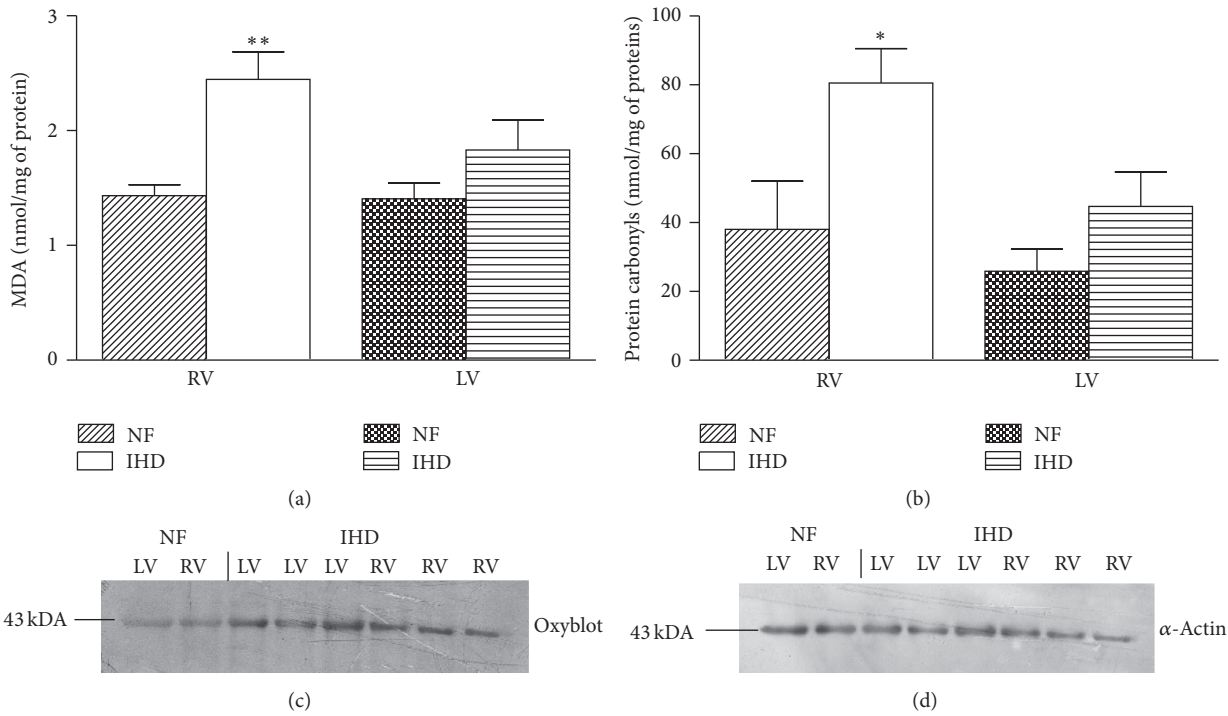 3
2
1
0
MDA (nmol/mg of protein)
**
RV LV
NF NF
IHD IHD
(a)
100
80
60
40
20
0
Protein carbonyls (nmol/mg of proteins)
*
RV LV
NF NF
IHD IHD
(b)
NF IHD
LV RV LV LV LV RV RV RV
43 kDA Oxyblot
(c)
NF IHD
LV RV LV LV LV RV RV RV
43 kDA α-Actin
(d)